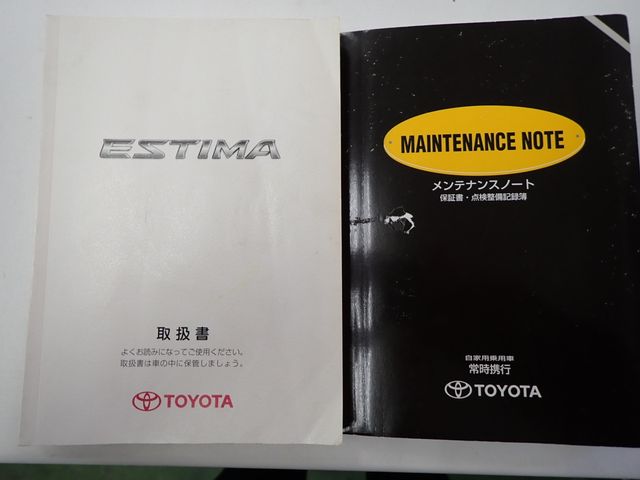 ESTIMA
取扱書
よくお読みになってご使用ください。
取扱書は車の中に保管しましょう。
TOYOTA
MAINTENANCE NOTE
メンテナンスノート
保証書・点検整備記録簿
自家用乗用車
常時携行
TOYOTA